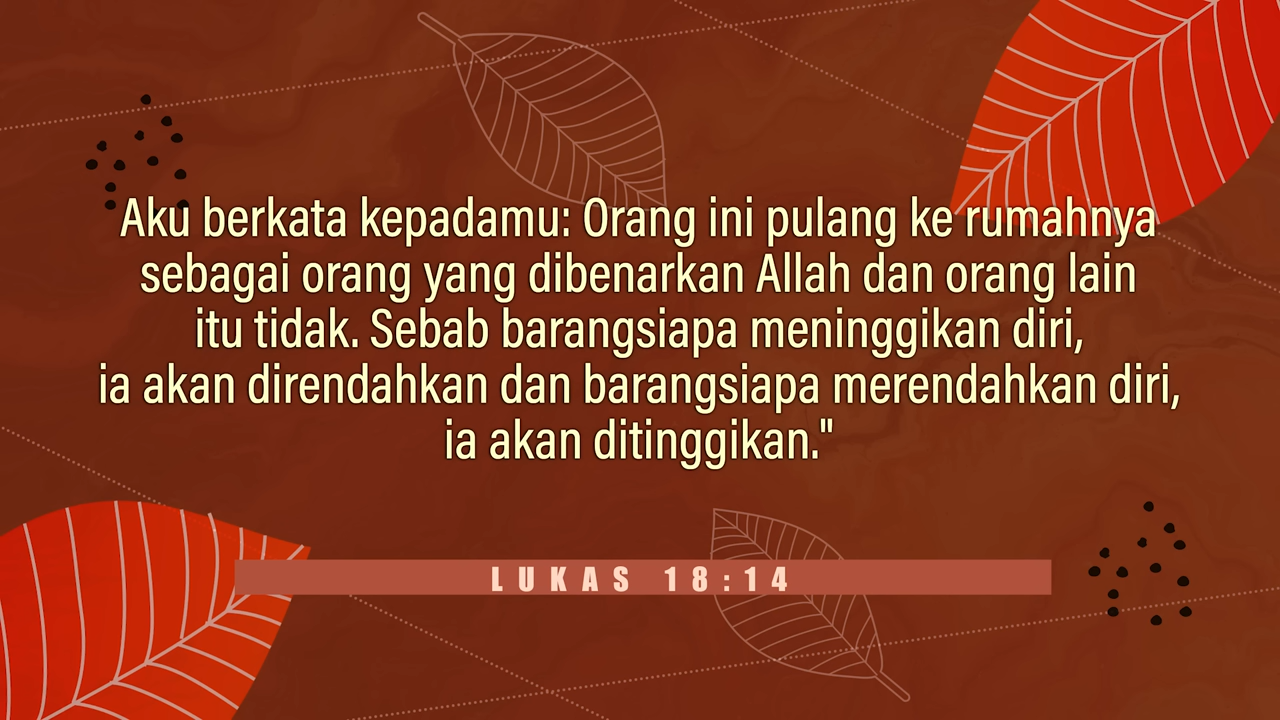 Aku berkata kepadamu: Orang ini pulang ke rumahnya
sebagai orang yang dibenarkan Allah dan orang lain
itu tidak. Sebab barangsiapa meninggikan diri,
ia akan direndahkan dan barangsiapa merendahkan diri,
ia akan ditinggikan."
LUKAS 18:14